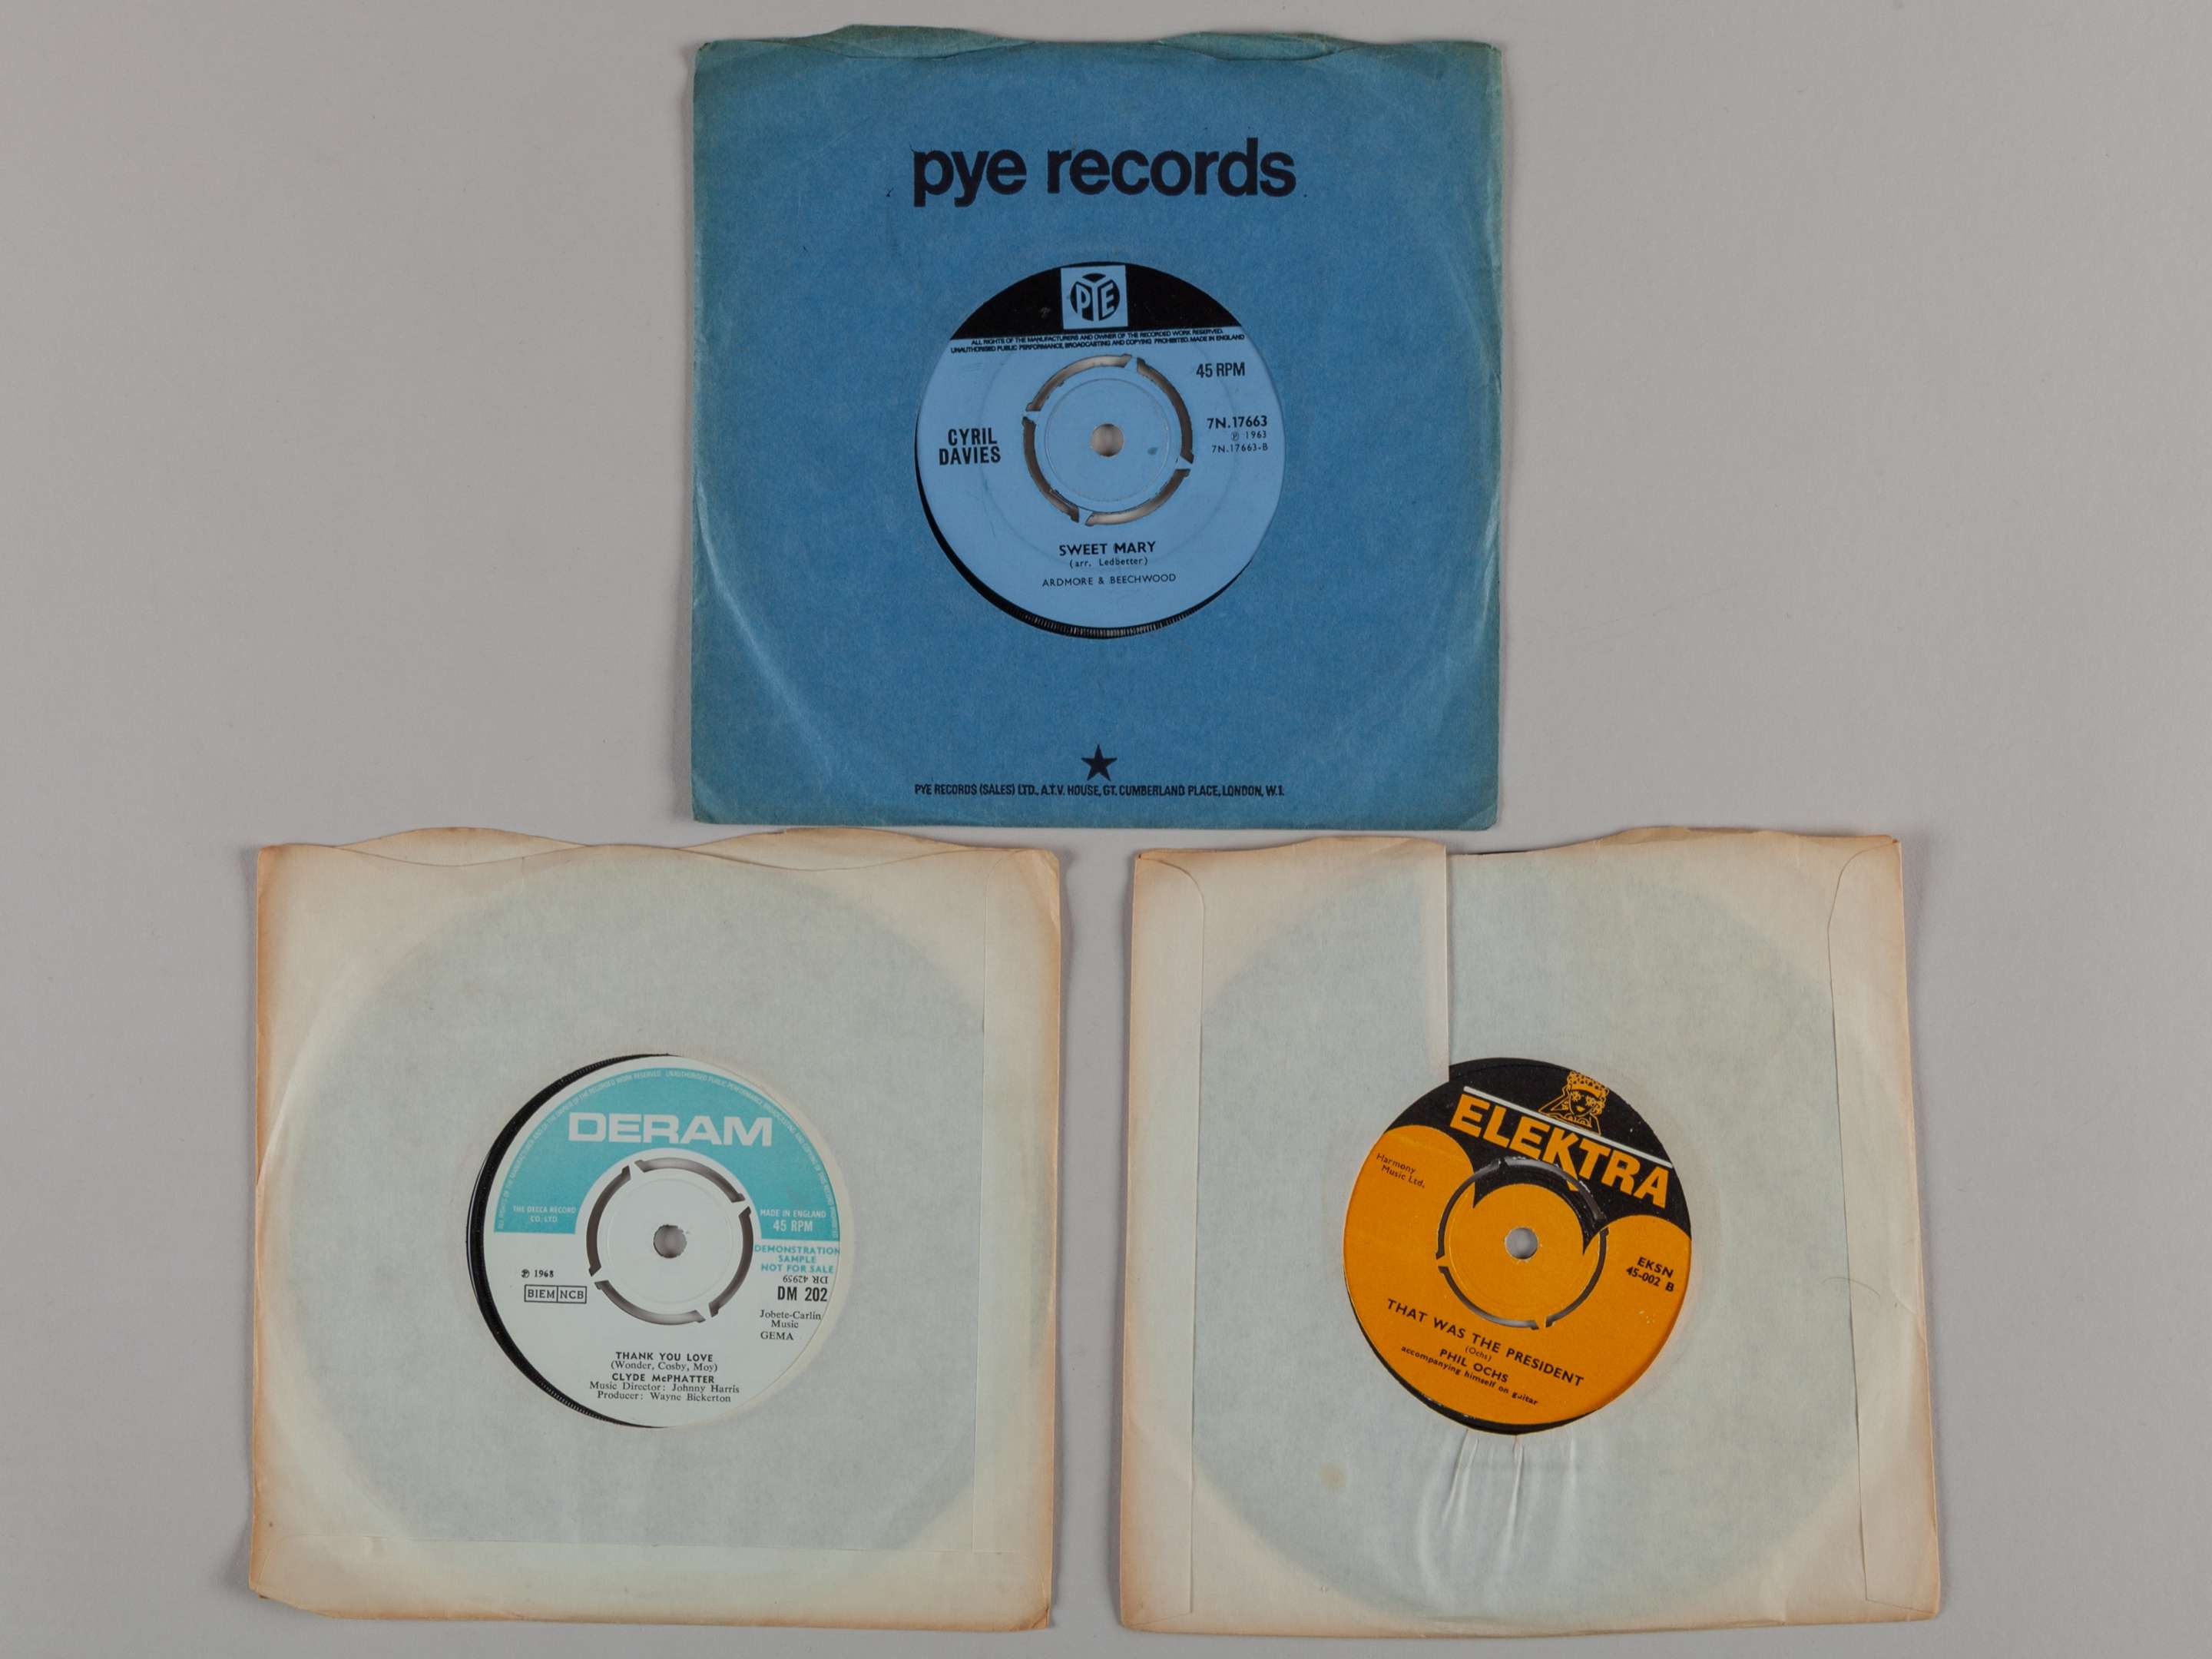 pye records
PYE
ALL RIGHTS OF THE MANUFACTURERS AND OWNER OF THE RECORDED WORK RESERVED.
UNAUTHORISED PUBLIC PERFORMANCE, BROADCASTING AND COPYING PROHIBITED. MADE IN ENGLAND
45 RPM
7N.17663
℗ 1963
7N.17663-B
CYRIL
DAVIES
SWEET MARY
(arr. Ledbetter)
ARDMORE & BEECHWOOD
PYE RECORDS (SALES) LTD., A.T.V. HOUSE, GT. CUMBERLAND PLACE, LONDON, W.1.
DERAM
THE DECCA RECORD
CO. LTD.
MADE IN ENGLAND
45 RPM
DEMONSTRATION
SAMPLE
NOT FOR SALE
DR 42959
DM 202
℗ 1968
BIEM NCB
Jobete-Carlin
Music
GEMA
THANK YOU LOVE
(Wonder, Cosby, Moy)
CLYDE McPHATTER
Music Director: Johnny Harris
Producer: Wayne Bickerton
ELEKTRA
Harmony
Music Ltd.
EKSN
45-002 B
THAT WAS THE PRESIDENT
(Ochs)
PHIL OCHS
accompanying himself on guitar